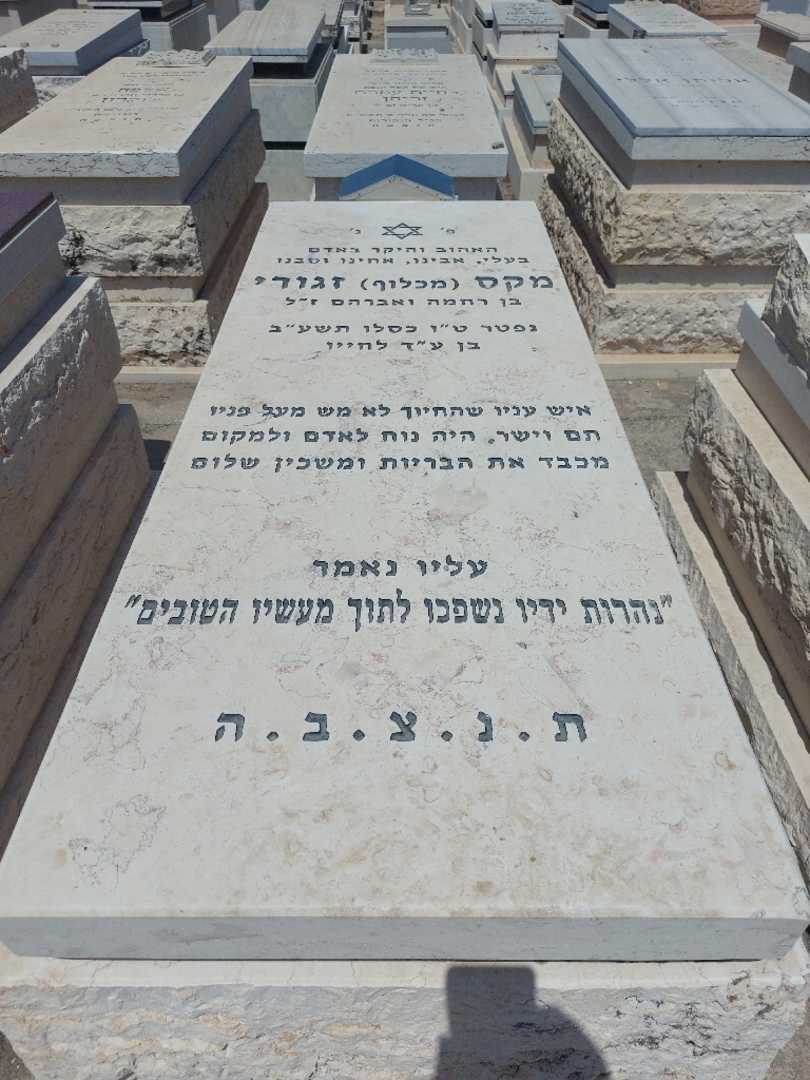 פ' נ'
האהוב והיקר באדם
בעלי, אבינו, אחינו וסבנו
מקס (מכלוף) זגודי
בן רחמה ואברהם ז״ל
נפטר ט״ו כסלו תשע״ב
בן ע״ד לחייו
איש עניו שהחיוך לא מש מעל פניו
תם וישר, היה נוח לאדם ולמקום
מכבד את הבריות ומשכין שלום
עליו נאמר
"נהרות ידיו נשפכו לתוך מעשיו הטובים"
ת.נ.צ.ב.ה